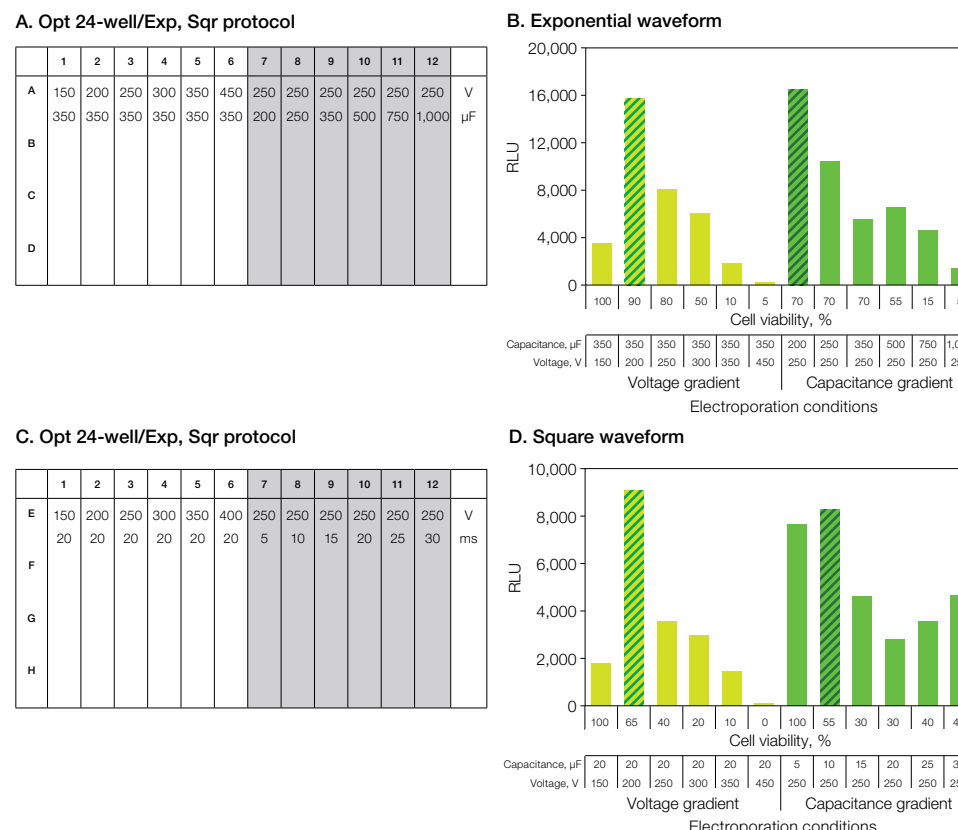 A. Opt 24-well/Exp, Sqr protocol
1 2 3 4 5 6 7 8 9 10 11 12
A 150 200 250 300 350 450 250 250 250 250 250 250 V
350 350 350 350 350 350 200 250 350 500 750 1,000 µF
B
C
D
B. Exponential waveform
20,000
16,000
12,000
8,000
4,000
0
RLU
100 90 80 50 10 5 70 70 70 55 15
Cell viability, %
Capacitance, µF 350 350 350 350 350 350 200 250 350 500 750
Voltage, V 150 200 250 300 350 450 250 250 250 250 250
Voltage gradient Capacitance gradient
Electroporation conditions
C. Opt 24-well/Exp, Sqr protocol
1 2 3 4 5 6 7 8 9 10 11 12
E 150 200 250 300 350 400 250 250 250 250 250 250 V
20 20 20 20 20 20 5 10 15 20 25 30 ms
F
G
H
D. Square waveform
10,000
8,000
6,000
4,000
2,000
0
RLU
100 65 40 20 10 0 100 55 30 30 40
Cell viability, %
Capacitance, µF 20 20 20 20 20 20 5 10 15 20 25
Voltage, V 150 200 250 300 350 450 250 250 250 250 250
Voltage gradient Capacitance gradient
Electroporation conditions